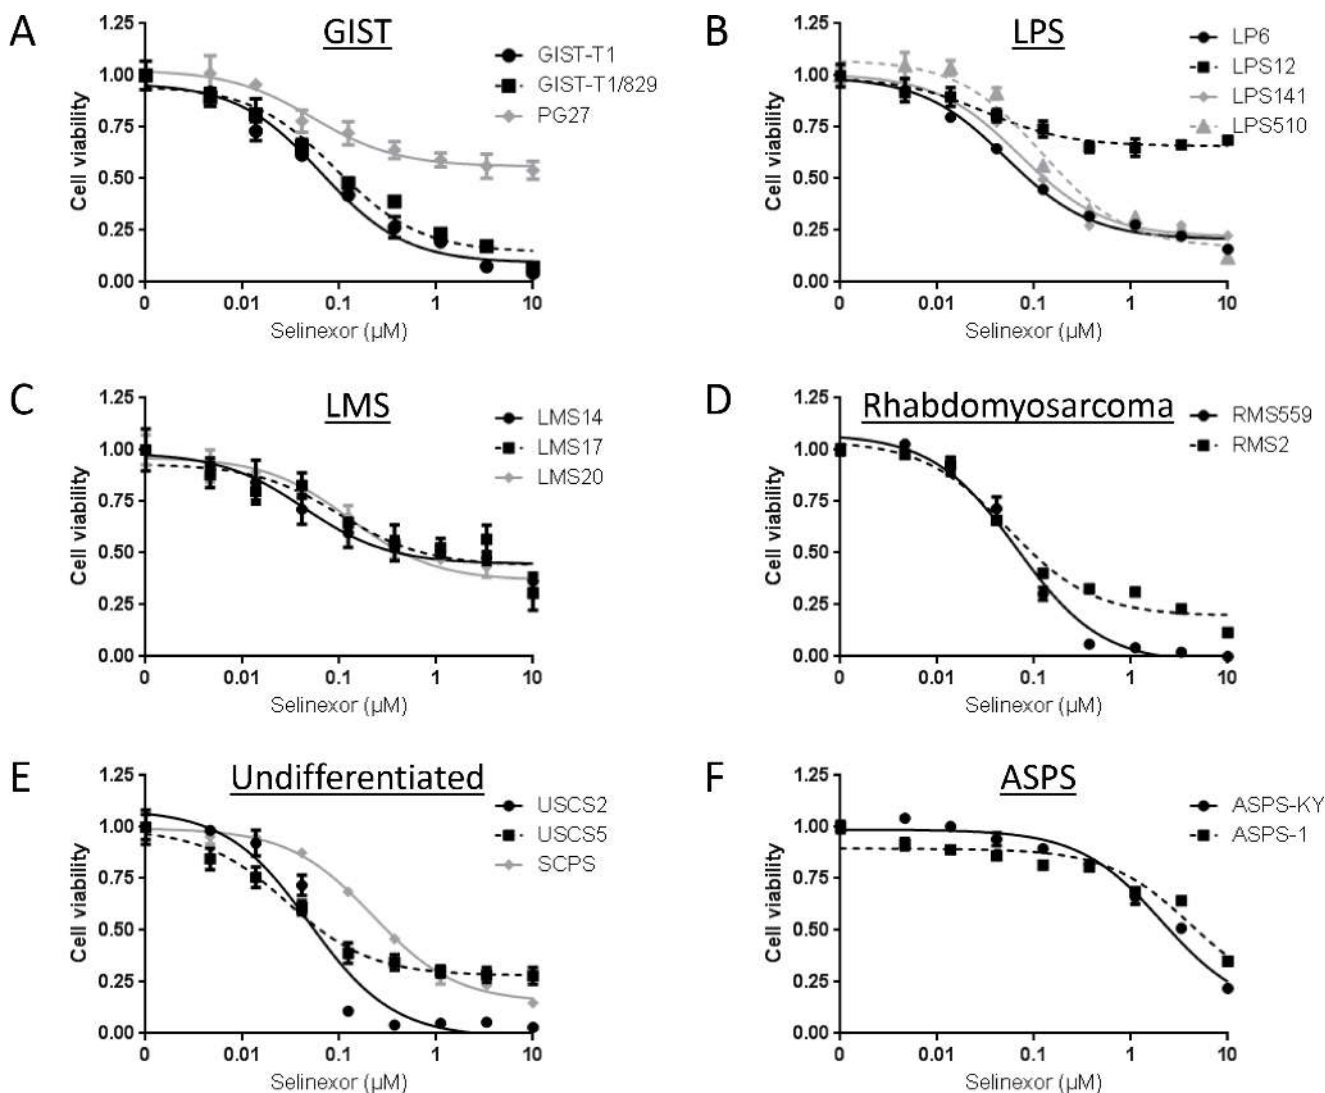 A
GIST
1.25
1.00
0.75
0.50
0.25
0.00
Cell viability
0 0.01 0.1 1 10
Selinexor (µM)
GIST-T1
GIST-T1/829
PG27
B
LPS
1.25
1.00
0.75
0.50
0.25
0.00
Cell viability
0 0.01 0.1 1 10
Selinexor (µM)
LP6
LPS12
LPS141
LPS510
C
LMS
1.25
1.00
0.75
0.50
0.25
0.00
Cell viability
0 0.01 0.1 1 10
Selinexor (µM)
LMS14
LMS17
LMS20
D
Rhabdomyosarcoma
1.25
1.00
0.75
0.50
0.25
0.00
Cell viability
0 0.01 0.1 1 10
Selinexor (µM)
RMS559
RMS2
E
Undifferentiated
1.25
1.00
0.75
0.50
0.25
0.00
Cell viability
0 0.01 0.1 1 10
Selinexor (µM)
USCS2
USCS5
SCPS
F
ASPS
1.25
1.00
0.75
0.50
0.25
0.00
Cell viability
0 0.01 0.1 1 10
Selinexor (µM)
ASPS-KY
ASPS-1